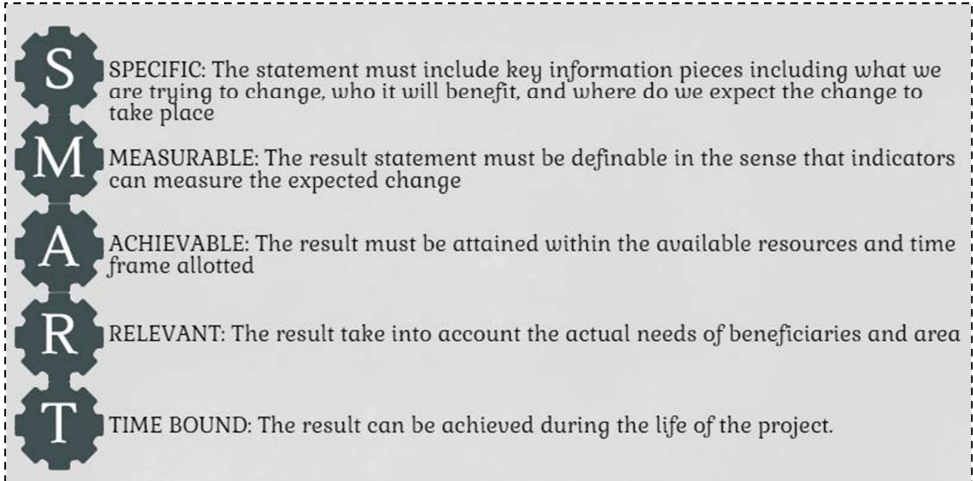 S
SPECIFIC: The statement must include key information pieces including what we
are trying to change, who it will benefit, and where do we expect the change to
take place
M
MEASURABLE: The result statement must be definable in the sense that indicators
can measure the expected change
A
ACHIEVABLE: The result must be attained within the available resources and time
frame allotted
R
RELEVANT: The result take into account the actual needs of beneficiaries and area
T
TIME BOUND: The result can be achieved during the life of the project.